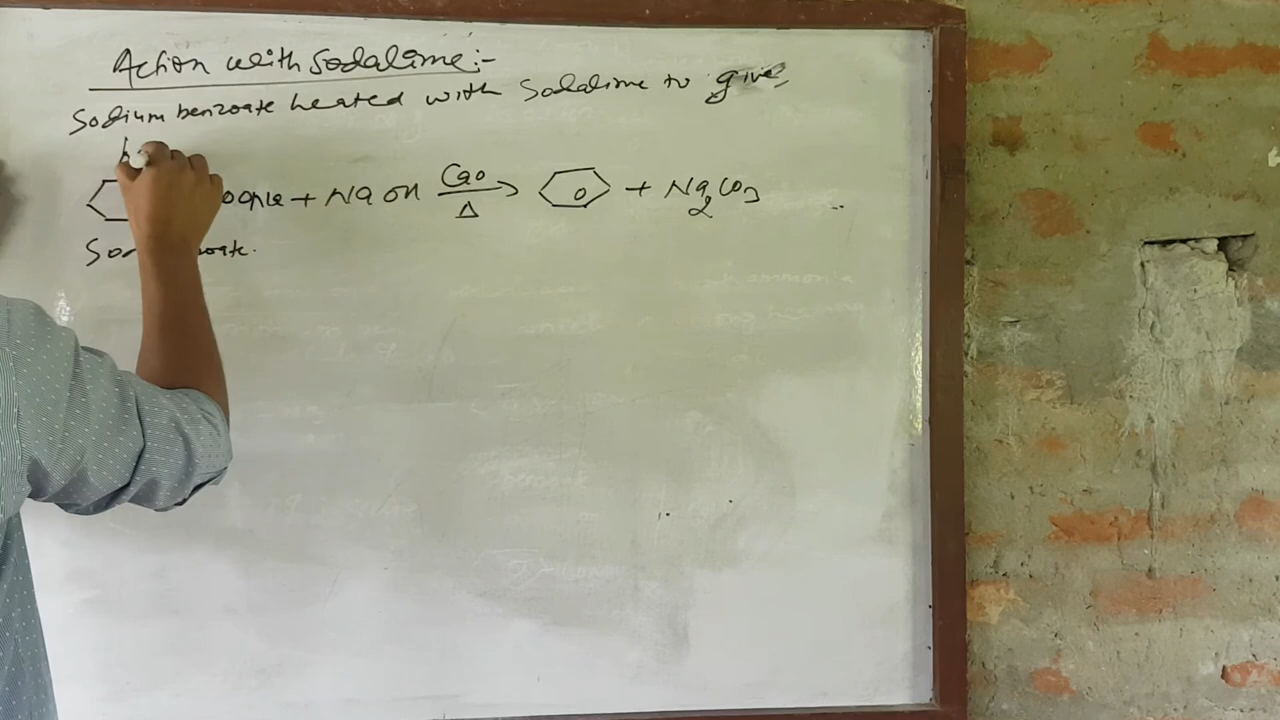 Action with Sodalime:-
Sodium benzoate heated with Sodalime to give,
b
+ NaOH CaO Δ → + Na2CO3